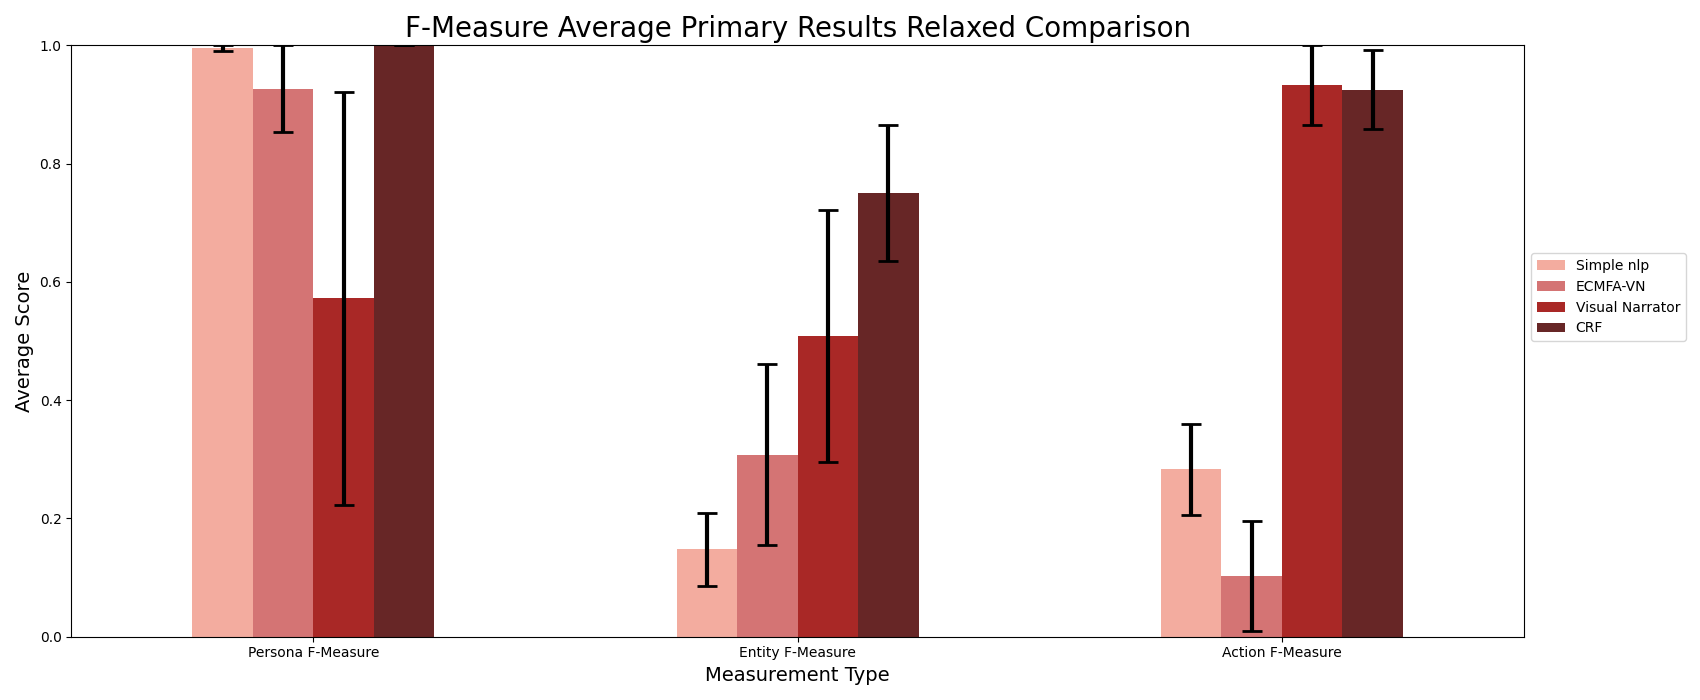 F-Measure Average Primary Results Relaxed Comparison
Average Score
1.0
0.8
0.6
0.4
0.2
0.0
Persona F-Measure
Entity F-Measure
Action F-Measure
Measurement Type
Simple nlp
ECMFA-VN
Visual Narrator
CRF